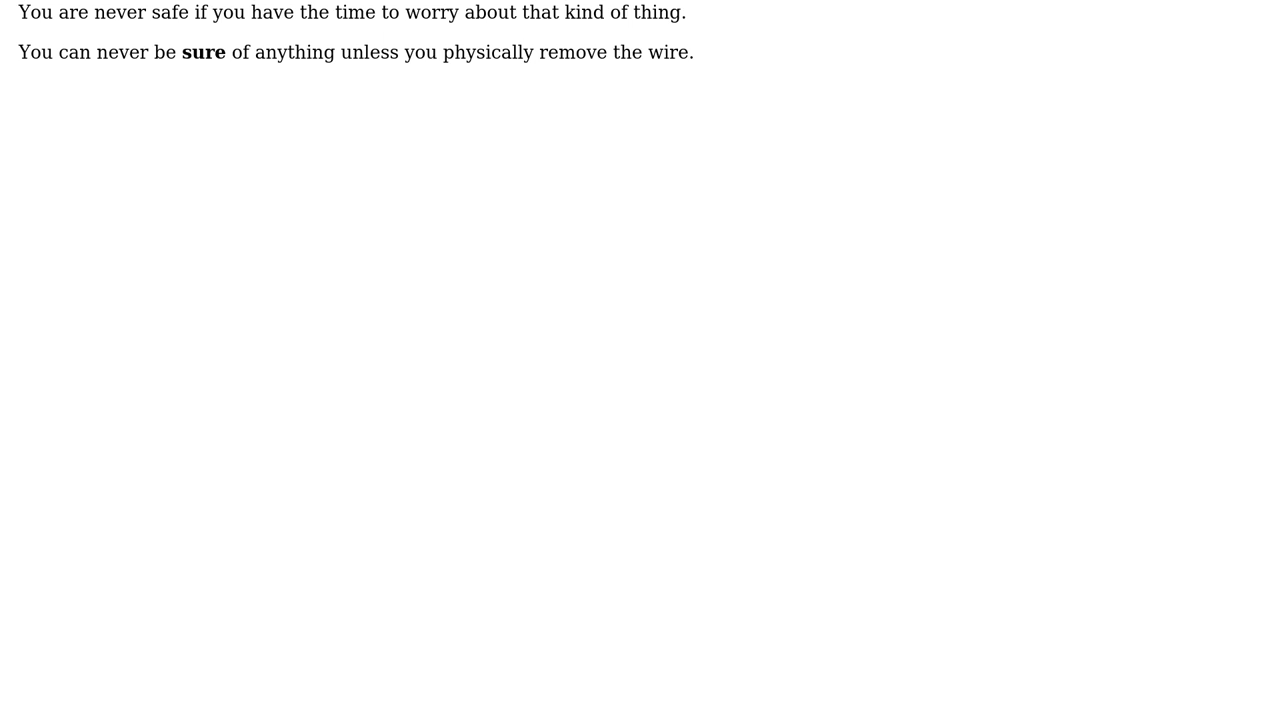 You are never safe if you have the time to worry about that kind of thing.
You can never be sure of anything unless you physically remove the wire.